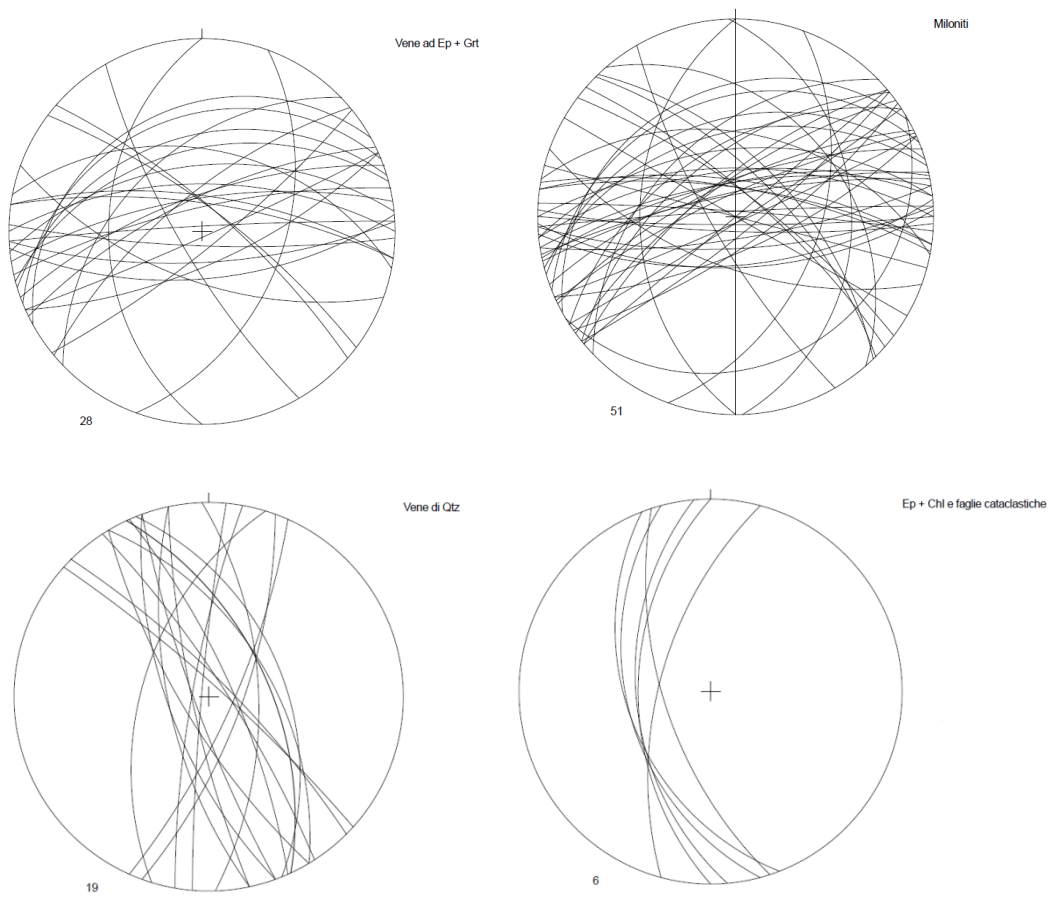 Vene ad Ep + Grt
Miloniti
28
51
Vene di Qtz
Ep + Chl e faglie cataclastiche
19
6